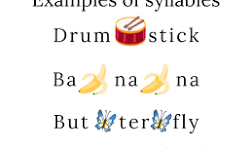 Examples of syllables
Drum🥁stick
Ba🍌na🍌na
But🦋ter🦋fly